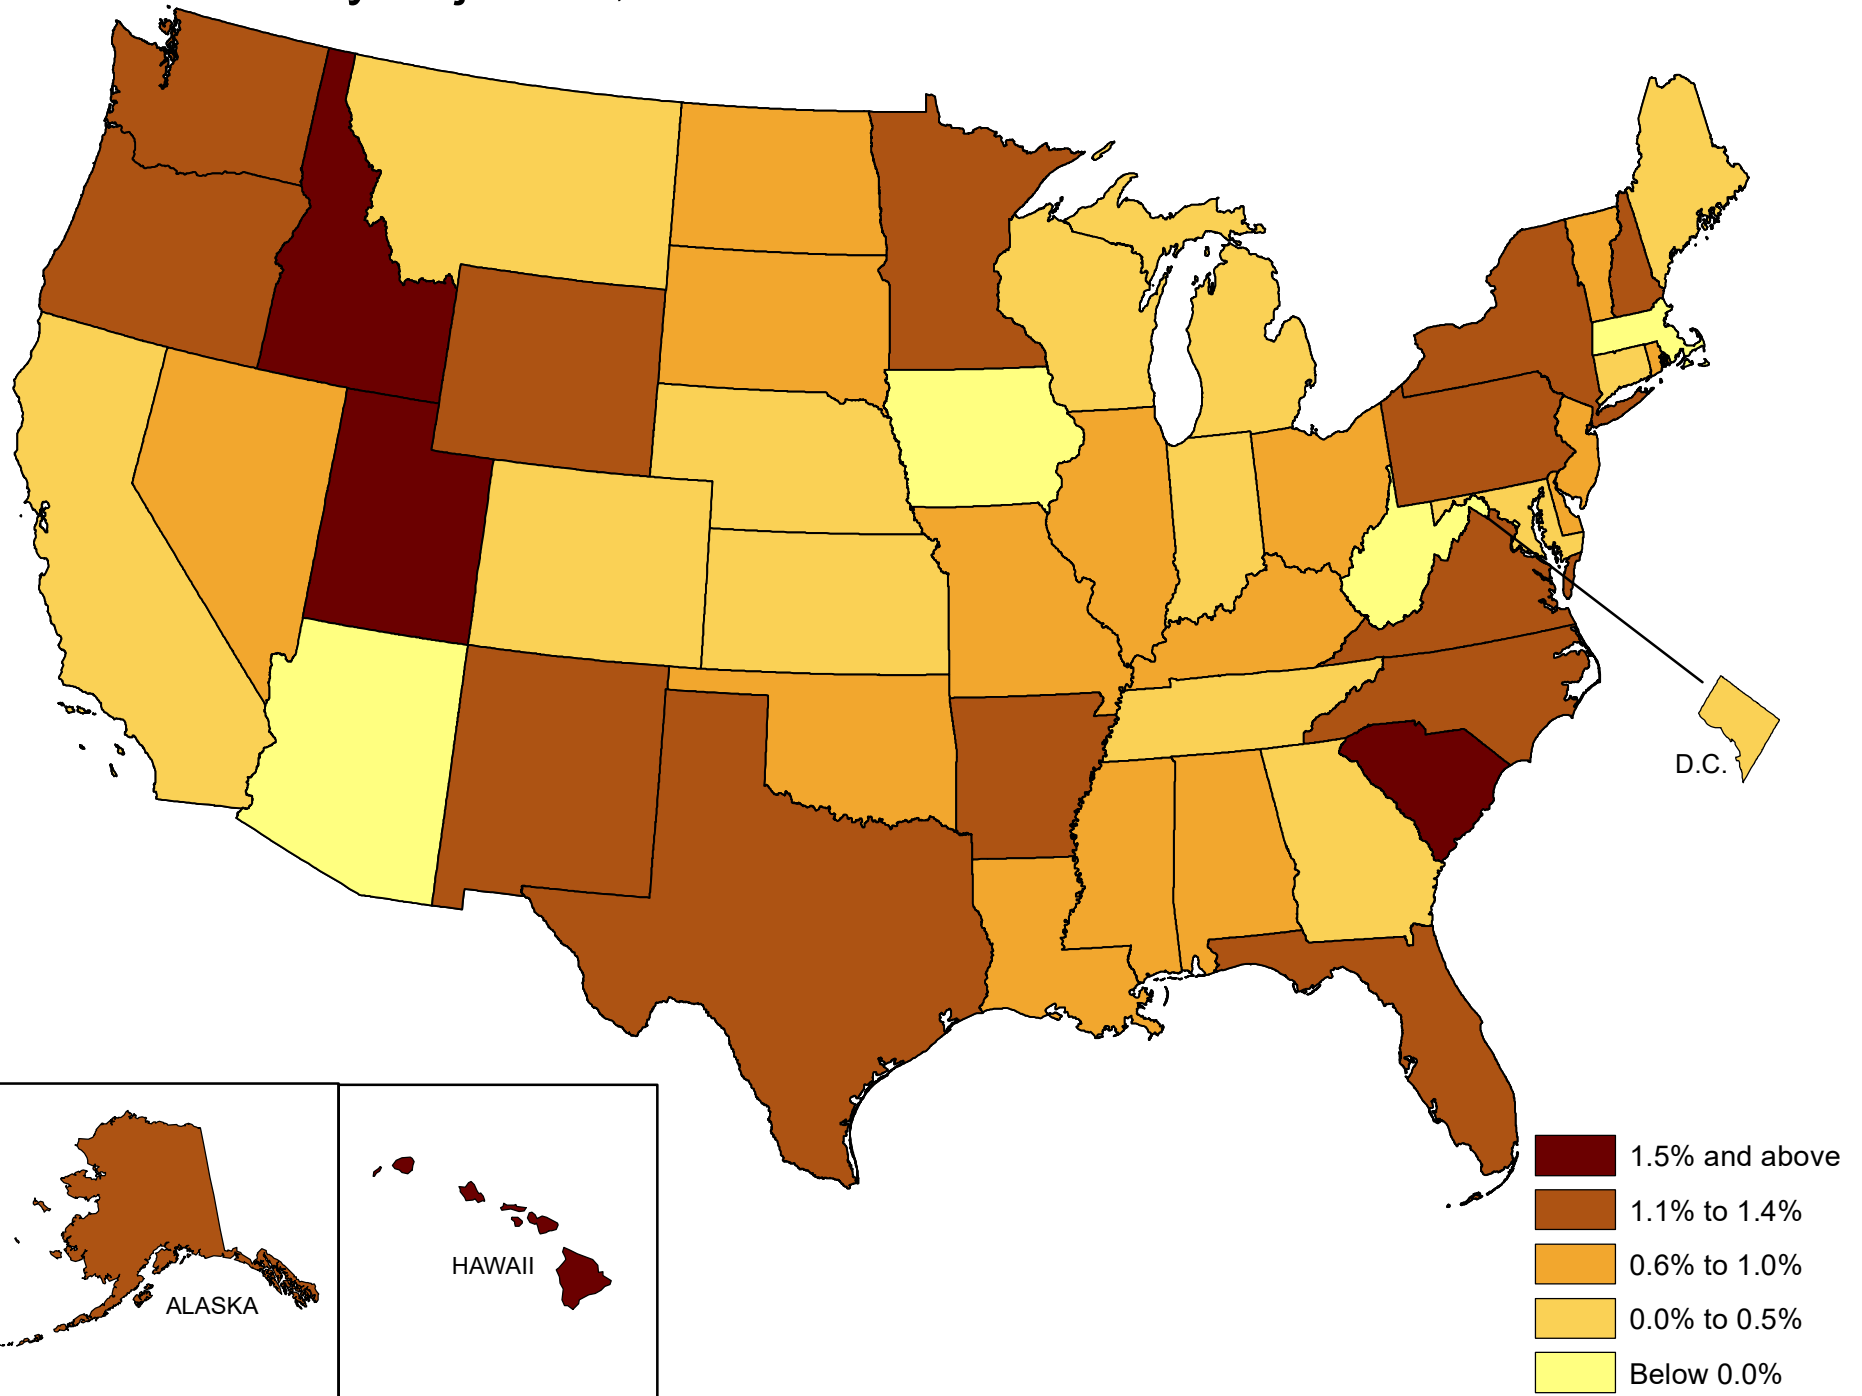 D.C.
HAWAII
ALASKA
1.5% and above
1.1% to 1.4%
0.6% to 1.0%
0.0% to 0.5%
Below 0.0%